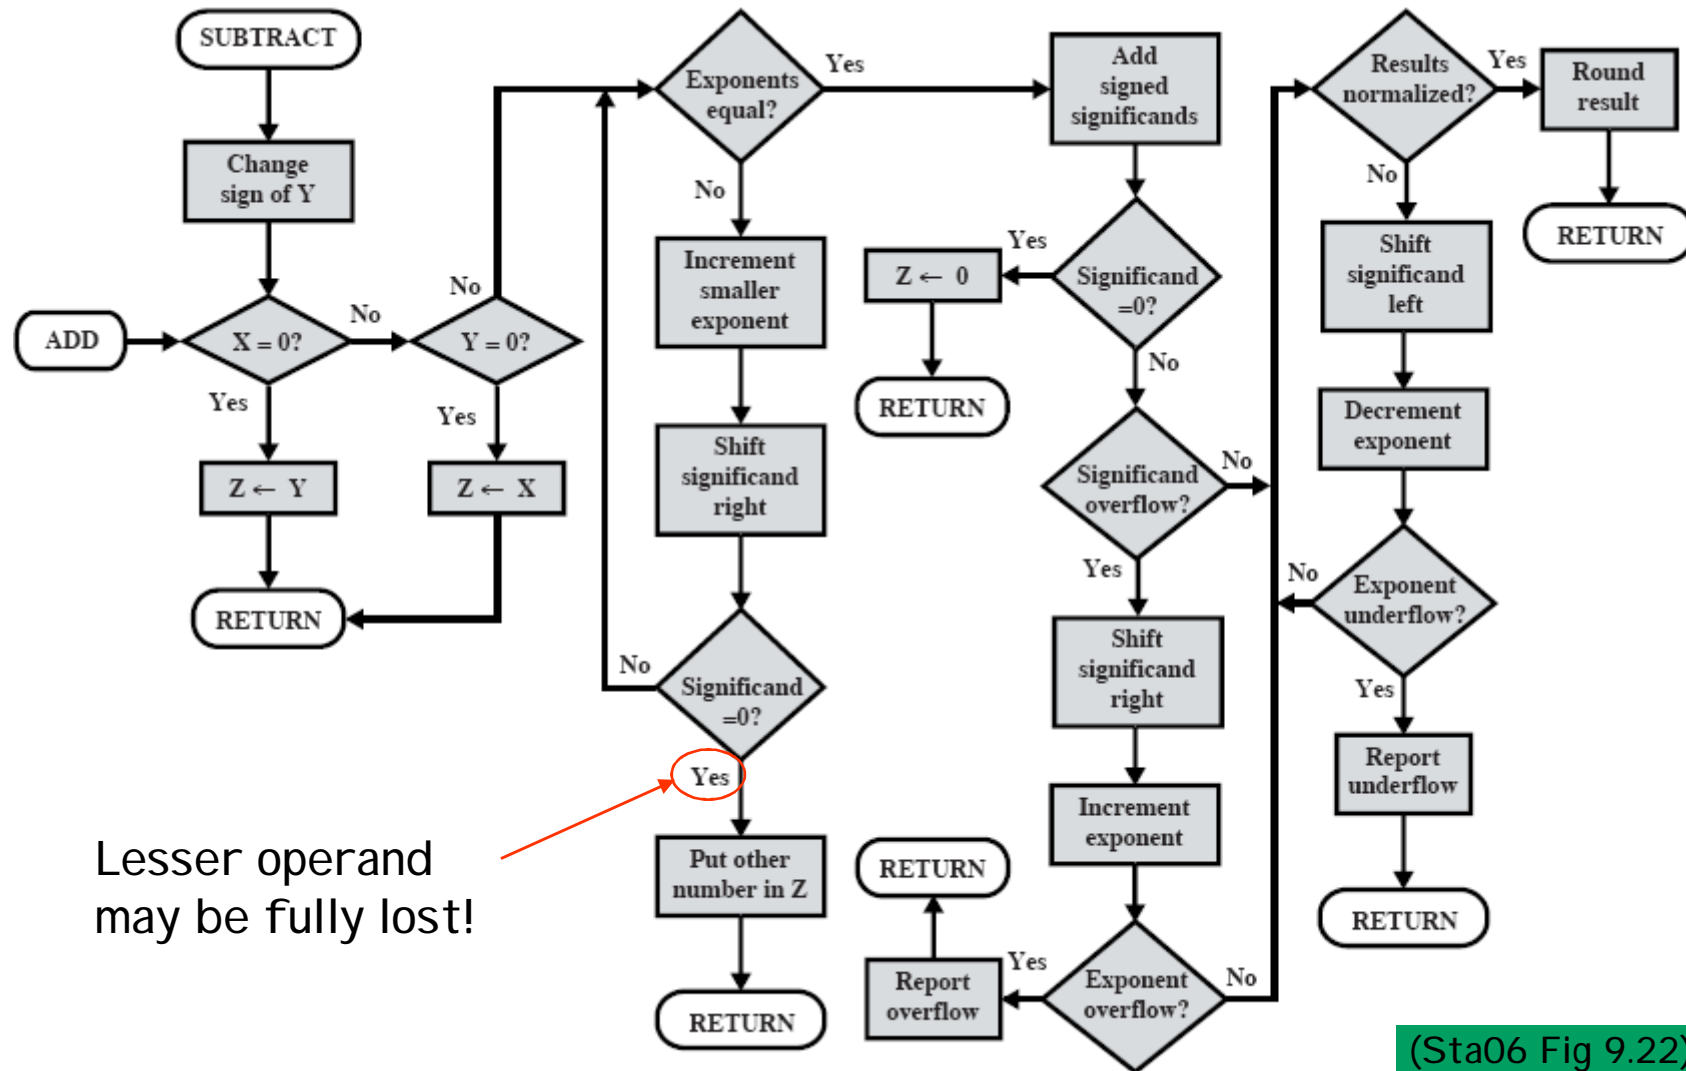 SUBTRACT
Change
sign of Y
ADD
X = 0?
No
Yes
Z ← Y
RETURN
Y = 0?
No
Yes
Z ← X
Exponents
equal?
Yes
No
Increment
smaller
exponent
Shift
significand
right
Significand
=0?
No
Yes
Put other
number in Z
RETURN
Lesser operand
may be fully lost!
Add
signed
significands
Significand
=0?
Yes
Z ← 0
RETURN
No
Significand
overflow?
No
Yes
Shift
significand
right
Increment
exponent
Exponent
overflow?
Yes
Report
overflow
RETURN
No
Results
normalized?
Yes
Round
result
RETURN
No
Shift
significand
left
Decrement
exponent
Exponent
underflow?
No
Yes
Report
underflow
RETURN
(Sta06 Fig 9.22)